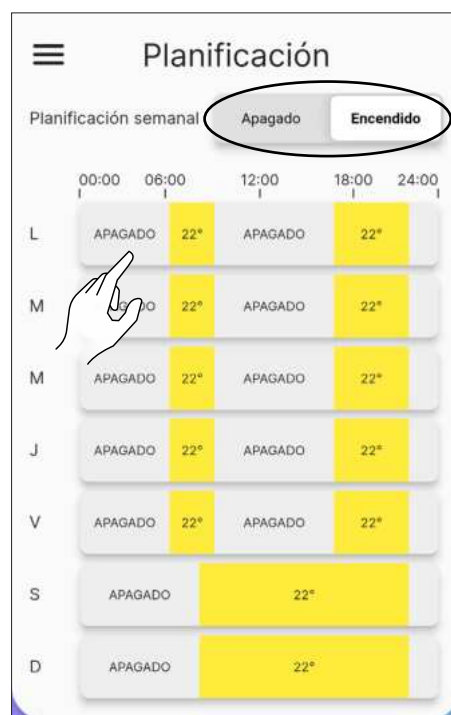 Planificación
Planificación semanal Apagado Encendido
00:00 06:00 12:00 18:00 24:00
L APAGADO 22° APAGADO 22°
M 22° APAGADO 22°
M APAGADO 22° APAGADO 22°
J APAGADO 22° APAGADO 22°
V APAGADO 22° APAGADO 22°
S APAGADO 22°
D APAGADO 22°